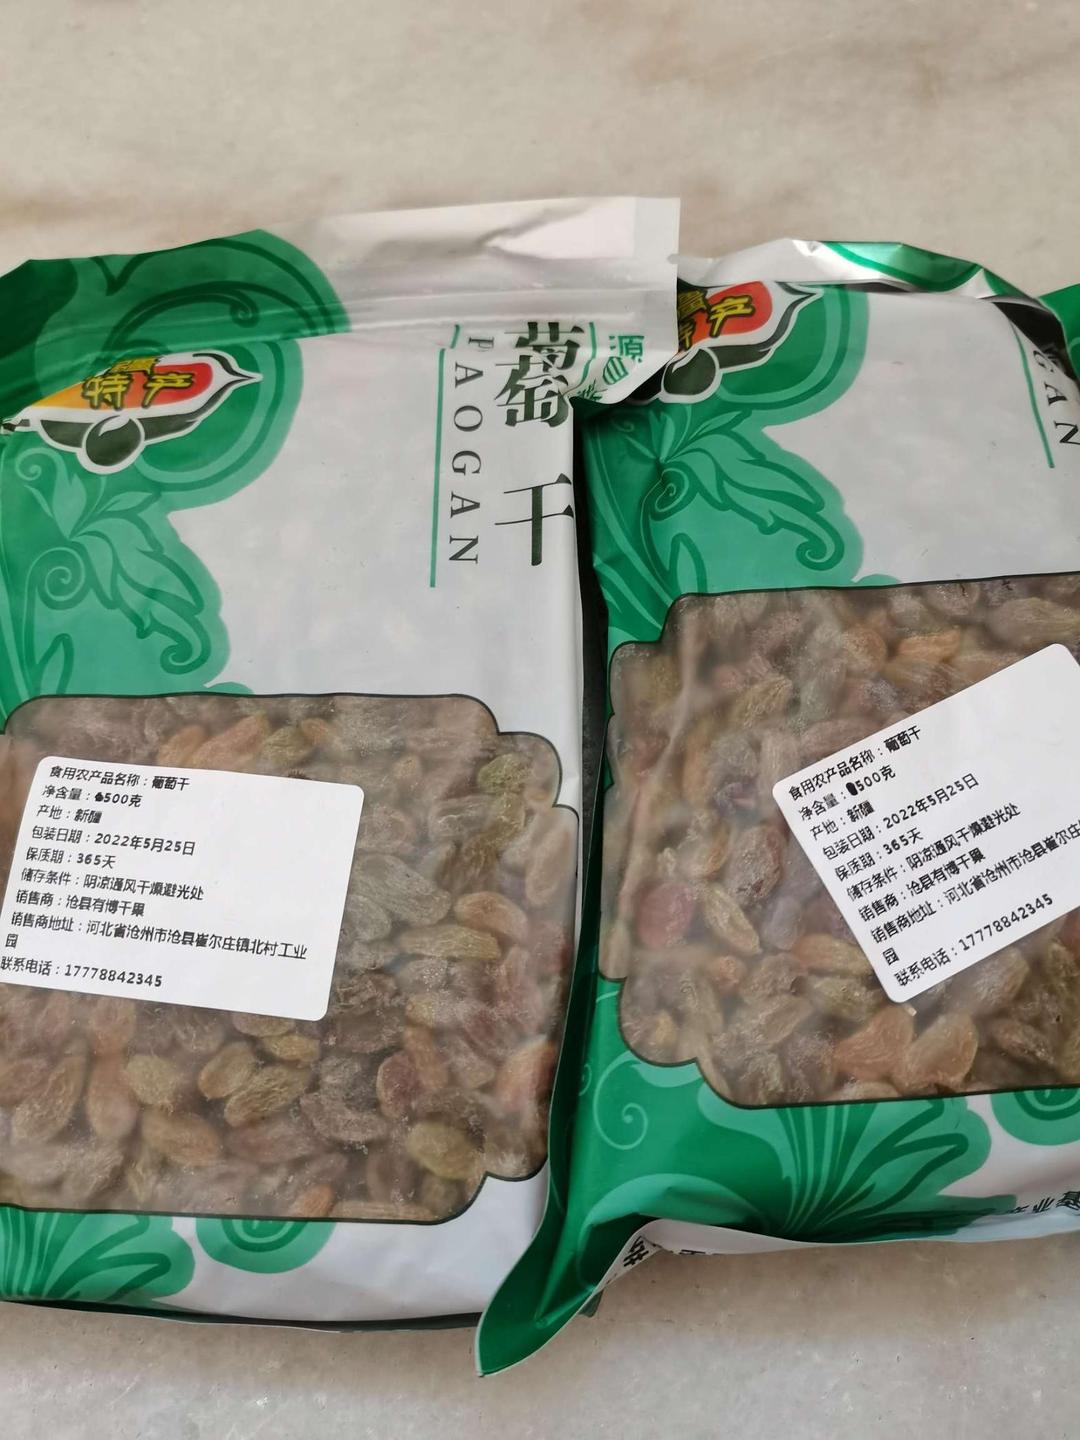 新疆
特产
葡萄干
PAOGAN
源自
食用农产品名称：葡萄干
净含量：500克
产地：新疆
包装日期：2022年5月25日
保质期：365天
储存条件：阴凉通风干燥避光处
销售商：沧县有博干果
销售商地址：河北省沧州市沧县崔尔庄镇北村工业
园
联系电话：17778842345
疆
特产
GAN
食用农产品名称：葡萄干
净含量：500克
产地：新疆
包装日期：2022年5月25日
保质期：365天
储存条件：阴凉通风干燥避光处
销售商：沧县有博干果
销售商地址：河北省沧州市沧县崔尔庄
园
联系电话：17778842345
业基